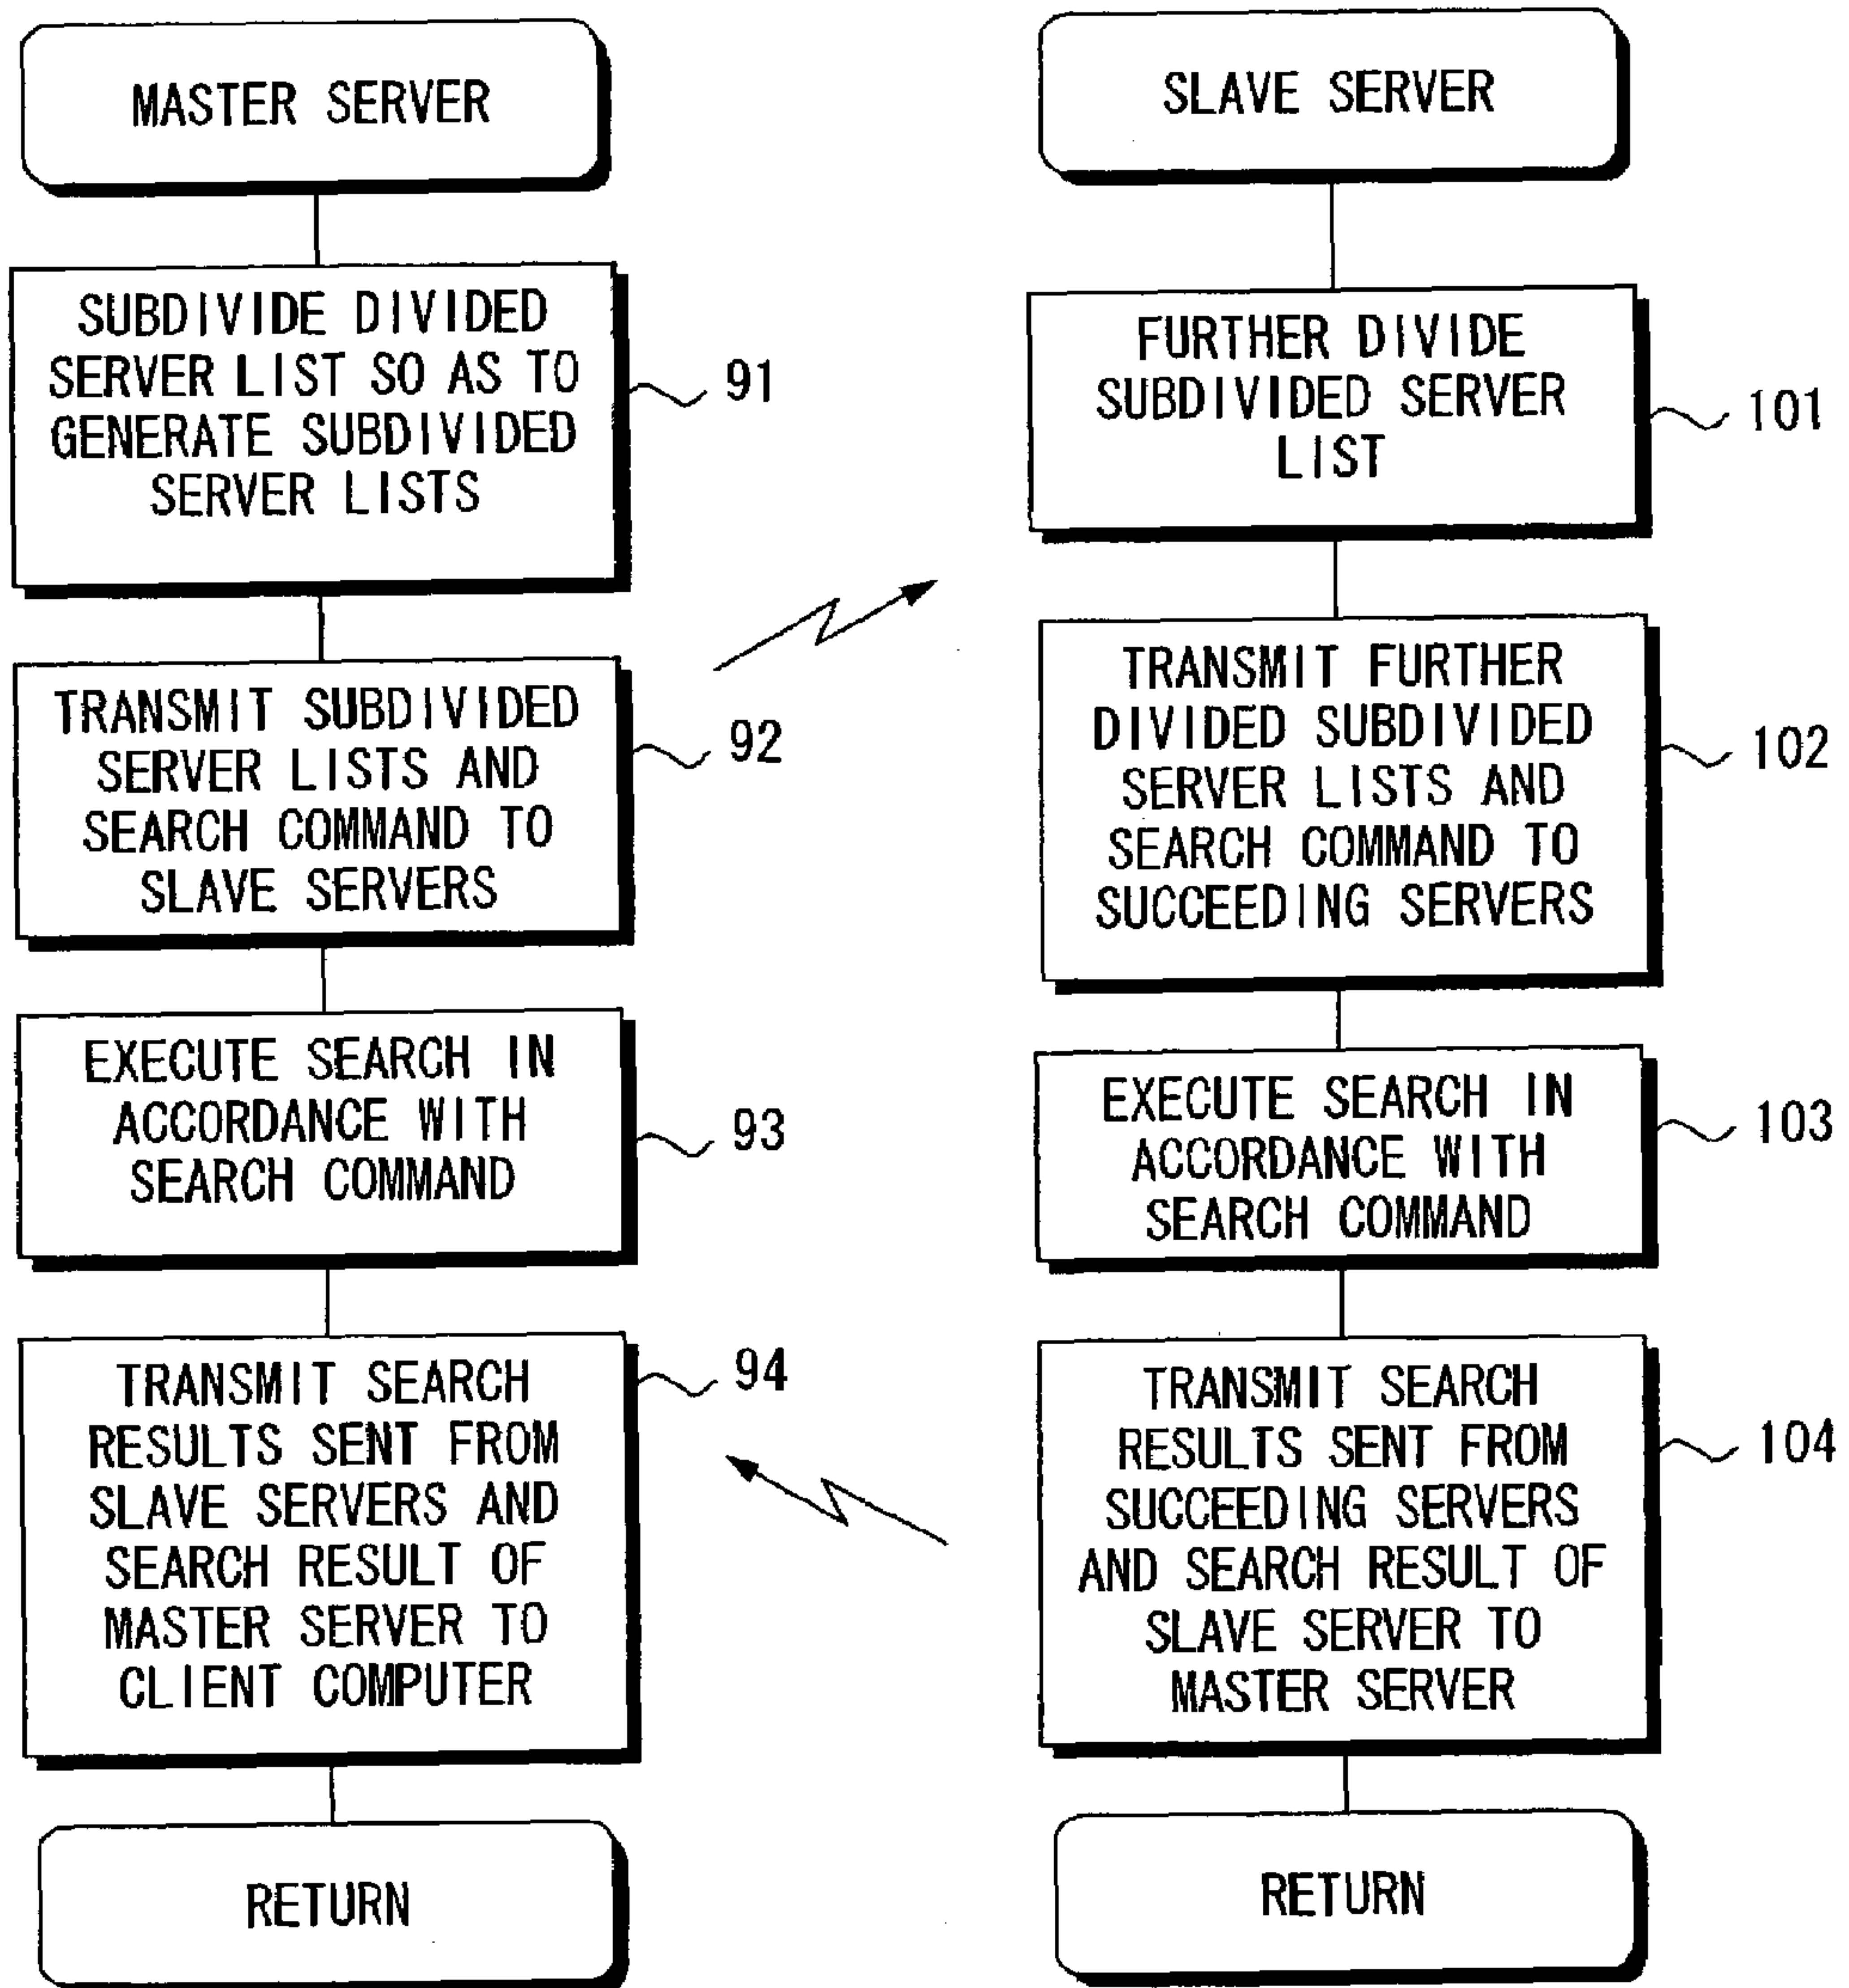 MASTER SERVER
SUBDIVIDE DIVIDED
SERVER LIST SO AS TO
GENERATE SUBDIVIDED
SERVER LISTS
91
TRANSMIT SUBDIVIDED
SERVER LISTS AND
SEARCH COMMAND TO
SLAVE SERVERS
92
EXECUTE SEARCH IN
ACCORDANCE WITH
SEARCH COMMAND
93
TRANSMIT SEARCH
RESULTS SENT FROM
SLAVE SERVERS AND
SEARCH RESULT OF
MASTER SERVER TO
CLIENT COMPUTER
94
RETURN
SLAVE SERVER
FURTHER DIVIDE
SUBDIVIDED SERVER
LIST
101
TRANSMIT FURTHER
DIVIDED SUBDIVIDED
SERVER LISTS AND
SEARCH COMMAND TO
SUCCEEDING SERVERS
102
EXECUTE SEARCH IN
ACCORDANCE WITH
SEARCH COMMAND
103
TRANSMIT SEARCH
RESULTS SENT FROM
SUCCEEDING SERVERS
AND SEARCH RESULT OF
SLAVE SERVER TO
MASTER SERVER
104
RETURN